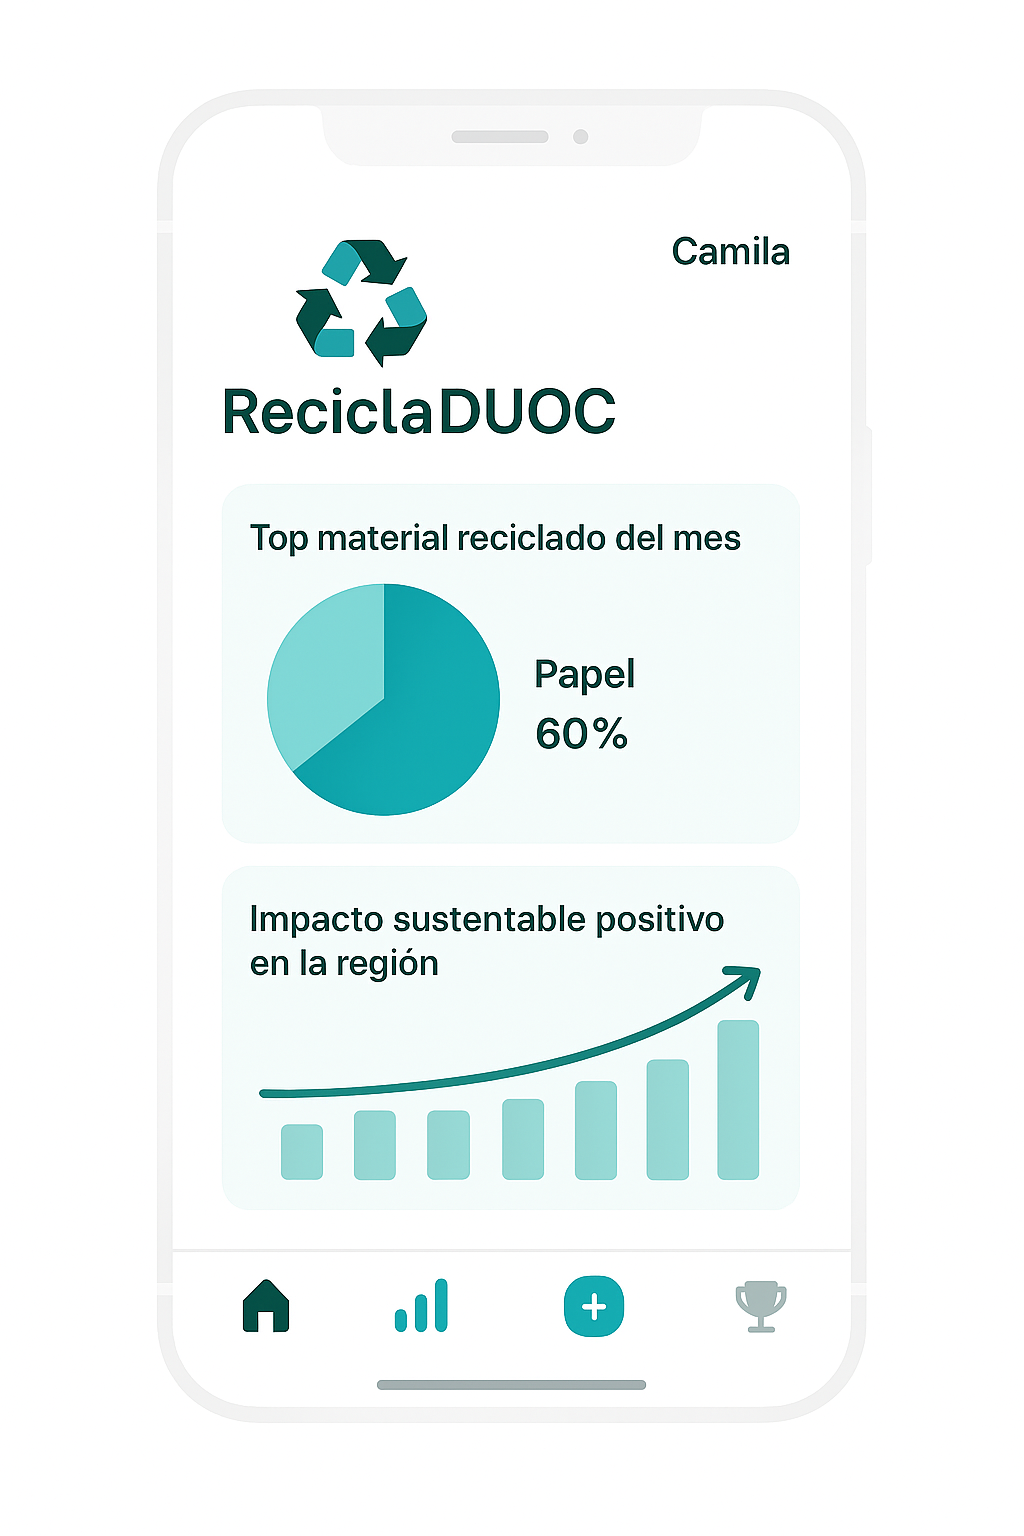 Camila
ReciclaDUOC
Top material reciclado del mes
Papel
60%
Impacto sustentable positivo
en la región